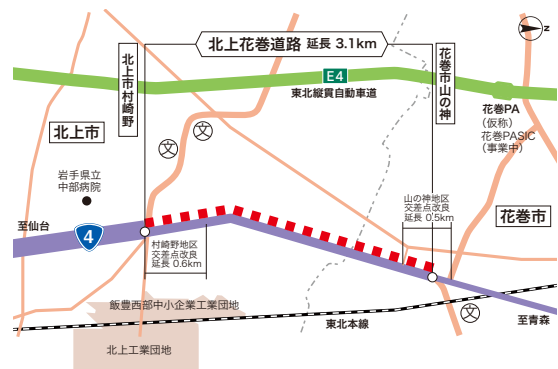 北上花巻道路 延長 3.1km
N
北上市村崎野
花巻市山の神
E4
東北縦貫自動車道
花巻PA
(仮称)
花巻PASIC
(事業中)
北上市
文
文
岩手県立
中部病院
至仙台
4
山の神地区
交差点改良
延長 0.5km
花巻市
村崎野地区
交差点改良
延長 0.6km
飯豊西部中小企業工業団地
東北本線
文
至青森
北上工業団地